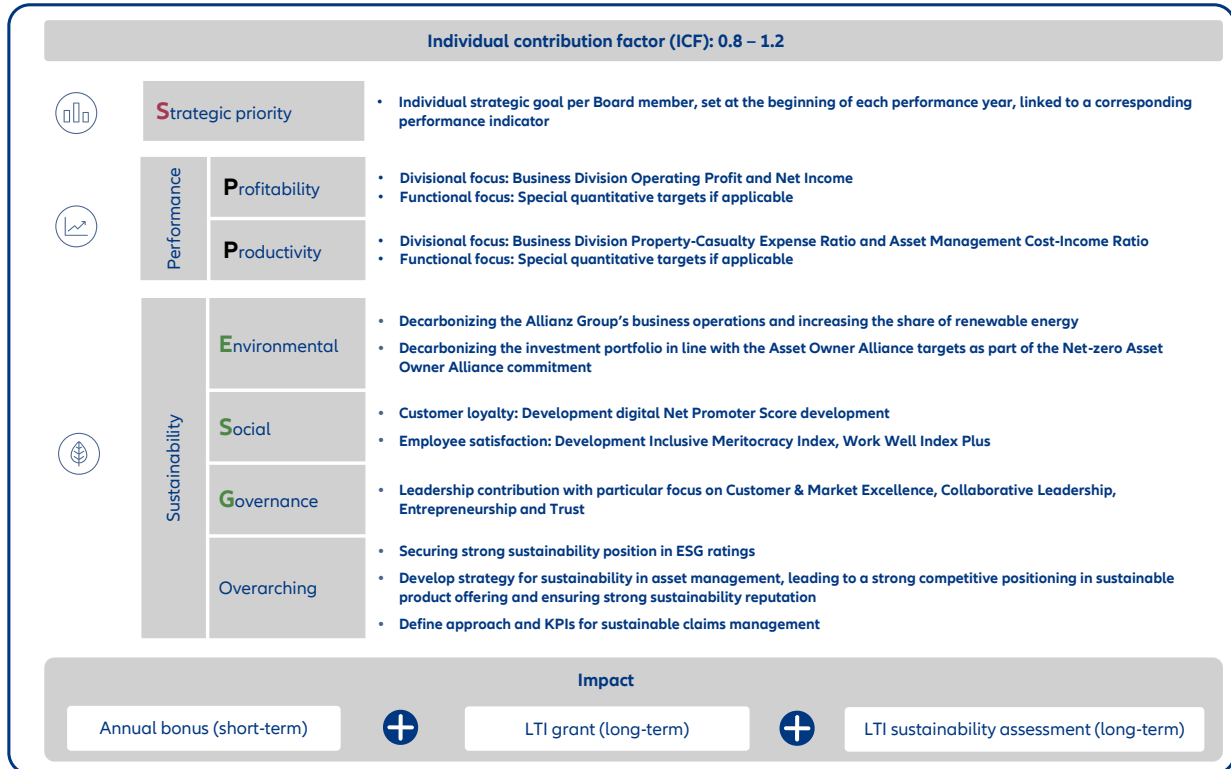 Individual contribution factor (ICF): 0.8 – 1.2
Strategic priority
• Individual strategic goal per Board member, set at the beginning of each performance year, linked to a corresponding
performance indicator
Performance
Profitability
• Divisional focus: Business Division Operating Profit and Net Income
• Functional focus: Special quantitative targets if applicable
Productivity
• Divisional focus: Business Division Property-Casualty Expense Ratio and Asset Management Cost-Income Ratio
• Functional focus: Special quantitative targets if applicable
Sustainability
Environmental
• Decarbonizing the Allianz Group’s business operations and increasing the share of renewable energy
• Decarbonizing the investment portfolio in line with the Asset Owner Alliance targets as part of the Net-zero Asset
Owner Alliance commitment
Social
• Customer loyalty: Development digital Net Promoter Score development
• Employee satisfaction: Development Inclusive Meritocracy Index, Work Well Index Plus
Governance
• Leadership contribution with particular focus on Customer & Market Excellence, Collaborative Leadership,
Entrepreneurship and Trust
Overarching
• Securing strong sustainability position in ESG ratings
• Develop strategy for sustainability in asset management, leading to a strong competitive positioning in sustainable
product offering and ensuring strong sustainability reputation
• Define approach and KPIs for sustainable claims management
Impact
Annual bonus (short-term)
LTI grant (long-term)
LTI sustainability assessment (long-term)